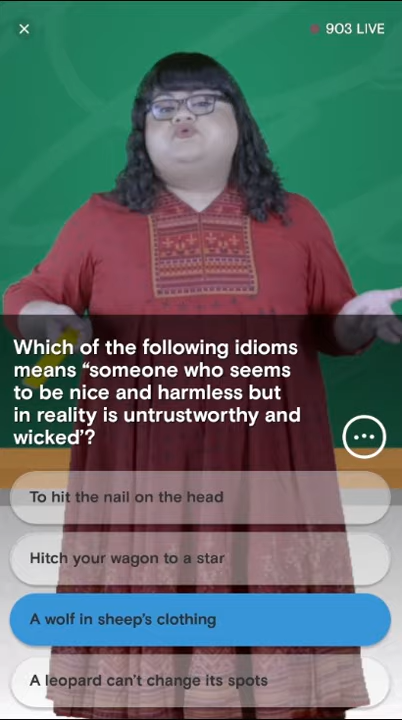 × 903 LIVE
Which of the following idioms
means “someone who seems
to be nice and harmless but
in reality is untrustworthy and
wicked’?
To hit the nail on the head
Hitch your wagon to a star
A wolf in sheep's clothing
A leopard can't change its spots